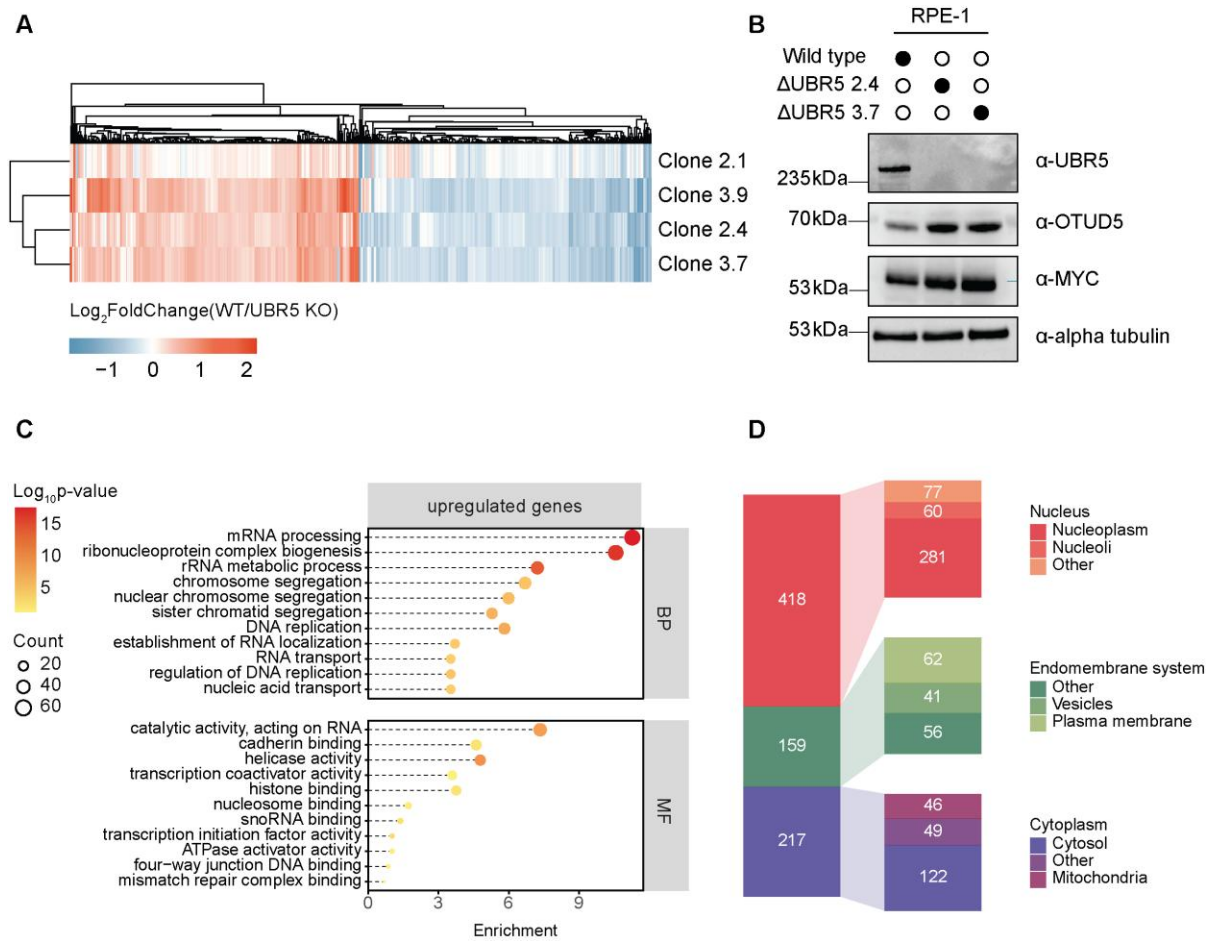 A
Clone 2.1
Clone 3.9
Clone 2.4
Clone 3.7
Log₂FoldChange(WT/UBR5 KO)
−1 0 1 2
B
RPE-1
Wild type
ΔUBR5 2.4
ΔUBR5 3.7
235kDa
α-UBR5
70kDa
α-OTUD5
53kDa
α-MYC
53kDa
α-alpha tubulin
C
Log₁₀p-value
15
10
5
Count
20
40
60
upregulated genes
mRNA processing
ribonucleoprotein complex biogenesis
rRNA metabolic process
chromosome segregation
nuclear chromosome segregation
sister chromatid segregation
DNA replication
establishment of RNA localization
RNA transport
regulation of DNA replication
nucleic acid transport
BP
catalytic activity, acting on RNA
cadherin binding
helicase activity
transcription coactivator activity
histone binding
nucleosome binding
snoRNA binding
transcription initiation factor activity
ATPase activator activity
four−way junction DNA binding
mismatch repair complex binding
MF
0 3 6 9
Enrichment
D
418
159
217
77
60
281
62
41
56
46
49
122
Nucleus
Nucleoplasm
Nucleoli
Other
Endomembrane system
Other
Vesicles
Plasma membrane
Cytoplasm
Cytosol
Other
Mitochondria